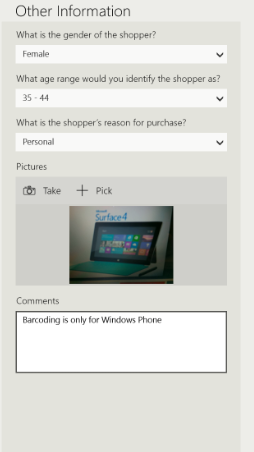 Other Information
What is the gender of the shopper?
Female
What age range would you identify the shopper as?
35 - 44
What is the shopper's reason for purchase?
Personal
Pictures
Take
Pick
Surface4
Comments
Barcoding is only for Windows Phone